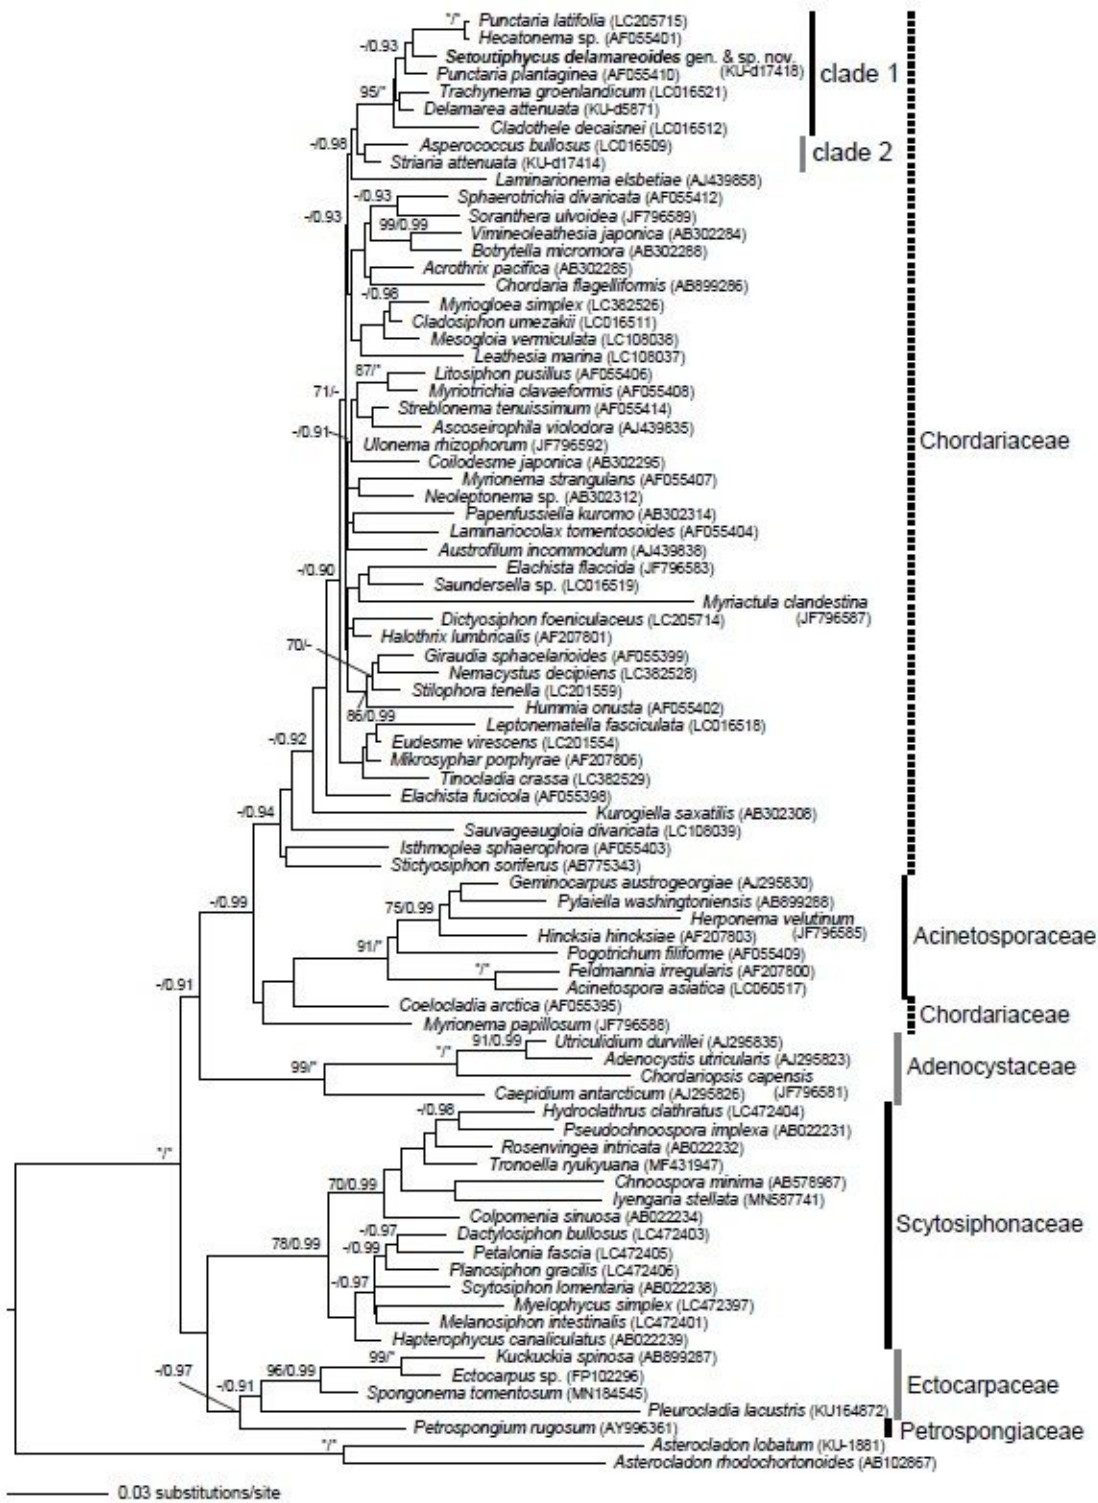 "/" Punctaria latifolia (LC205715)
Hecatonema sp. (AF055401)
-/0.93
Setoutiphycus delamareoides gen. & sp. nov.
(KU-d17418)
clade 1
Punctaria plantaginea (AF055410)
95/" Trachynema groenlandicum (LC016521)
Delamarea attenuata (KU-d5871)
Cladothele decaisnei (LC016512)
-/0.98 Asperococcus bullosus (LC016509)
clade 2
Striaria attenuata (KU-d17414)
Laminarionema elsbetiae (AJ439858)
-/0.93 Sphaerotrichia divaricata (AF055412)
-/0.93 Soranthera ulvoidea (JF796589)
99/0.99 Vimineoleathesia japonica (AB302284)
Botrytella micromora (AB302288)
Acrothrix pacifica (AB302285)
Chordaria flagelliformis (AB899286)
-/0.98 Myriogloea simplex (LC382526)
Cladosiphon umezakii (LC016511)
Mesogloia vermiculata (LC108038)
Leathesia marina (LC108037)
87/" Litosiphon pusillus (AF055406)
71/- Myriotrichia clavaeformis (AF055408)
Streblonema tenuissimum (AF055414)
Ascoseirophila violodora (AJ439835)
-/0.91 Ulonema rhizophorum (JF796592)
Chordariaceae
Coilodesme japonica (AB302295)
Myrionema strangulans (AF055407)
Neoleptonema sp. (AB302312)
Papenfussiella kuromo (AB302314)
Laminariocolax tomentosoides (AF055404)
Austrofilum incommodum (AJ439838)
-/0.90 Elachista flaccida (JF796583)
Saundersella sp. (LC016519)
Myriactula clandestina
(JF796587)
Dictyosiphon foeniculaceus (LC205714)
Halothrix lumbricalis (AF207801)
70/- Giraudia sphacelarioides (AF055399)
Nemacystus decipiens (LC382528)
Stilophora tenella (LC201559)
Hummia onusta (AF055402)
86/0.99
Leptonematella fasciculata (LC016518)
-/0.92 Eudesme virescens (LC201554)
Mikrosyphar porphyrae (AF207806)
Tinocladia crassa (LC382529)
Elachista fucicola (AF055398)
-/0.94 Kurogiella saxatilis (AB302308)
Sauvageaugloia divaricata (LC108039)
Isthmoplea sphaerophora (AF055403)
Stictyosiphon soriferus (AB775343)
Geminocarpus austrogeorgiae (AJ295830)
-/0.99 75/0.99 Pylaiella washingtoniensis (AB899288)
Herponema velutinum
(JF796585)
Hincksia hincksiae (AF207803)
Acinetosporaceae
91/" Pogotrichum filiforme (AF055409)
"/" Feldmannia irregularis (AF207800)
-/0.91 Acinetospora asiatica (LC060517)
Coelocladia arctica (AF055395)
Chordariaceae
Myrionema papillosum (JF796588)
91/0.99 Utriculidium durvillei (AJ295835)
"/" Adenocystis utricularis (AJ295823)
Adenocystaceae
99/" Chordariopsis capensis
(JF796581)
Caepidium antarcticum (AJ295826)
-/0.98 Hydroclathrus clathratus (LC472404)
Pseudochnoospora implexa (AB022231)
"/" Rosenvingea intricata (AB022232)
Tronoella ryukyuana (MF431947)
70/0.99 Chnoospora minima (AB578987)
Iyengaria stellata (MN587741)
Colpomenia sinuosa (AB022234)
Scytosiphonaceae
-/0.97 Dactylosiphon bullosus (LC472403)
78/0.99 -/0.99 Petalonia fascia (LC472405)
Planosiphon gracilis (LC472406)
-/0.97 Scytosiphon lomentaria (AB022238)
Myelophycus simplex (LC472397)
Melanosiphon intestinalis (LC472401)
Hapterophycus canaliculatus (AB022239)
99/" Kuckuckia spinosa (AB899287)
-/0.97 96/0.99 Ectocarpus sp. (FP102296)
Ectocarpaceae
-/0.91 Spongonema tomentosum (MN184545)
Pleurocladia lacustris (KU164872)
Petrospongium rugosum (AY996361)
Petrospongiaceae
"/" Asterocladon lobatum (KU-1881)
Asterocladon rhodochortonoides (AB102867)
0.03 substitutions/site